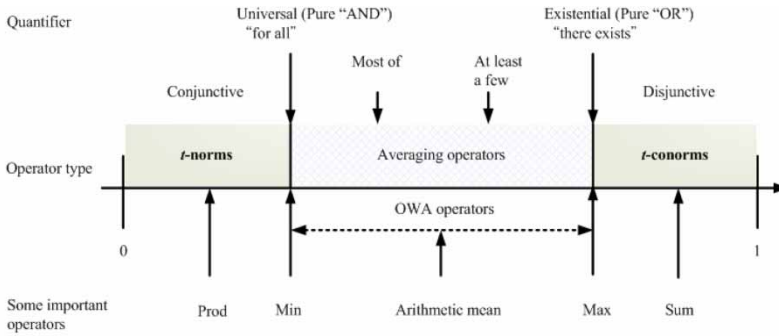 Quantifier
Universal (Pure “AND”)
“for all”
Existential (Pure “OR”)
“there exists”
Most of
At least
a few
Conjunctive
Disjunctive
Operator type
t-norms
Averaging operators
t-conorms
OWA operators
0
1
Some important
operators
Prod
Min
Arithmetic mean
Max
Sum